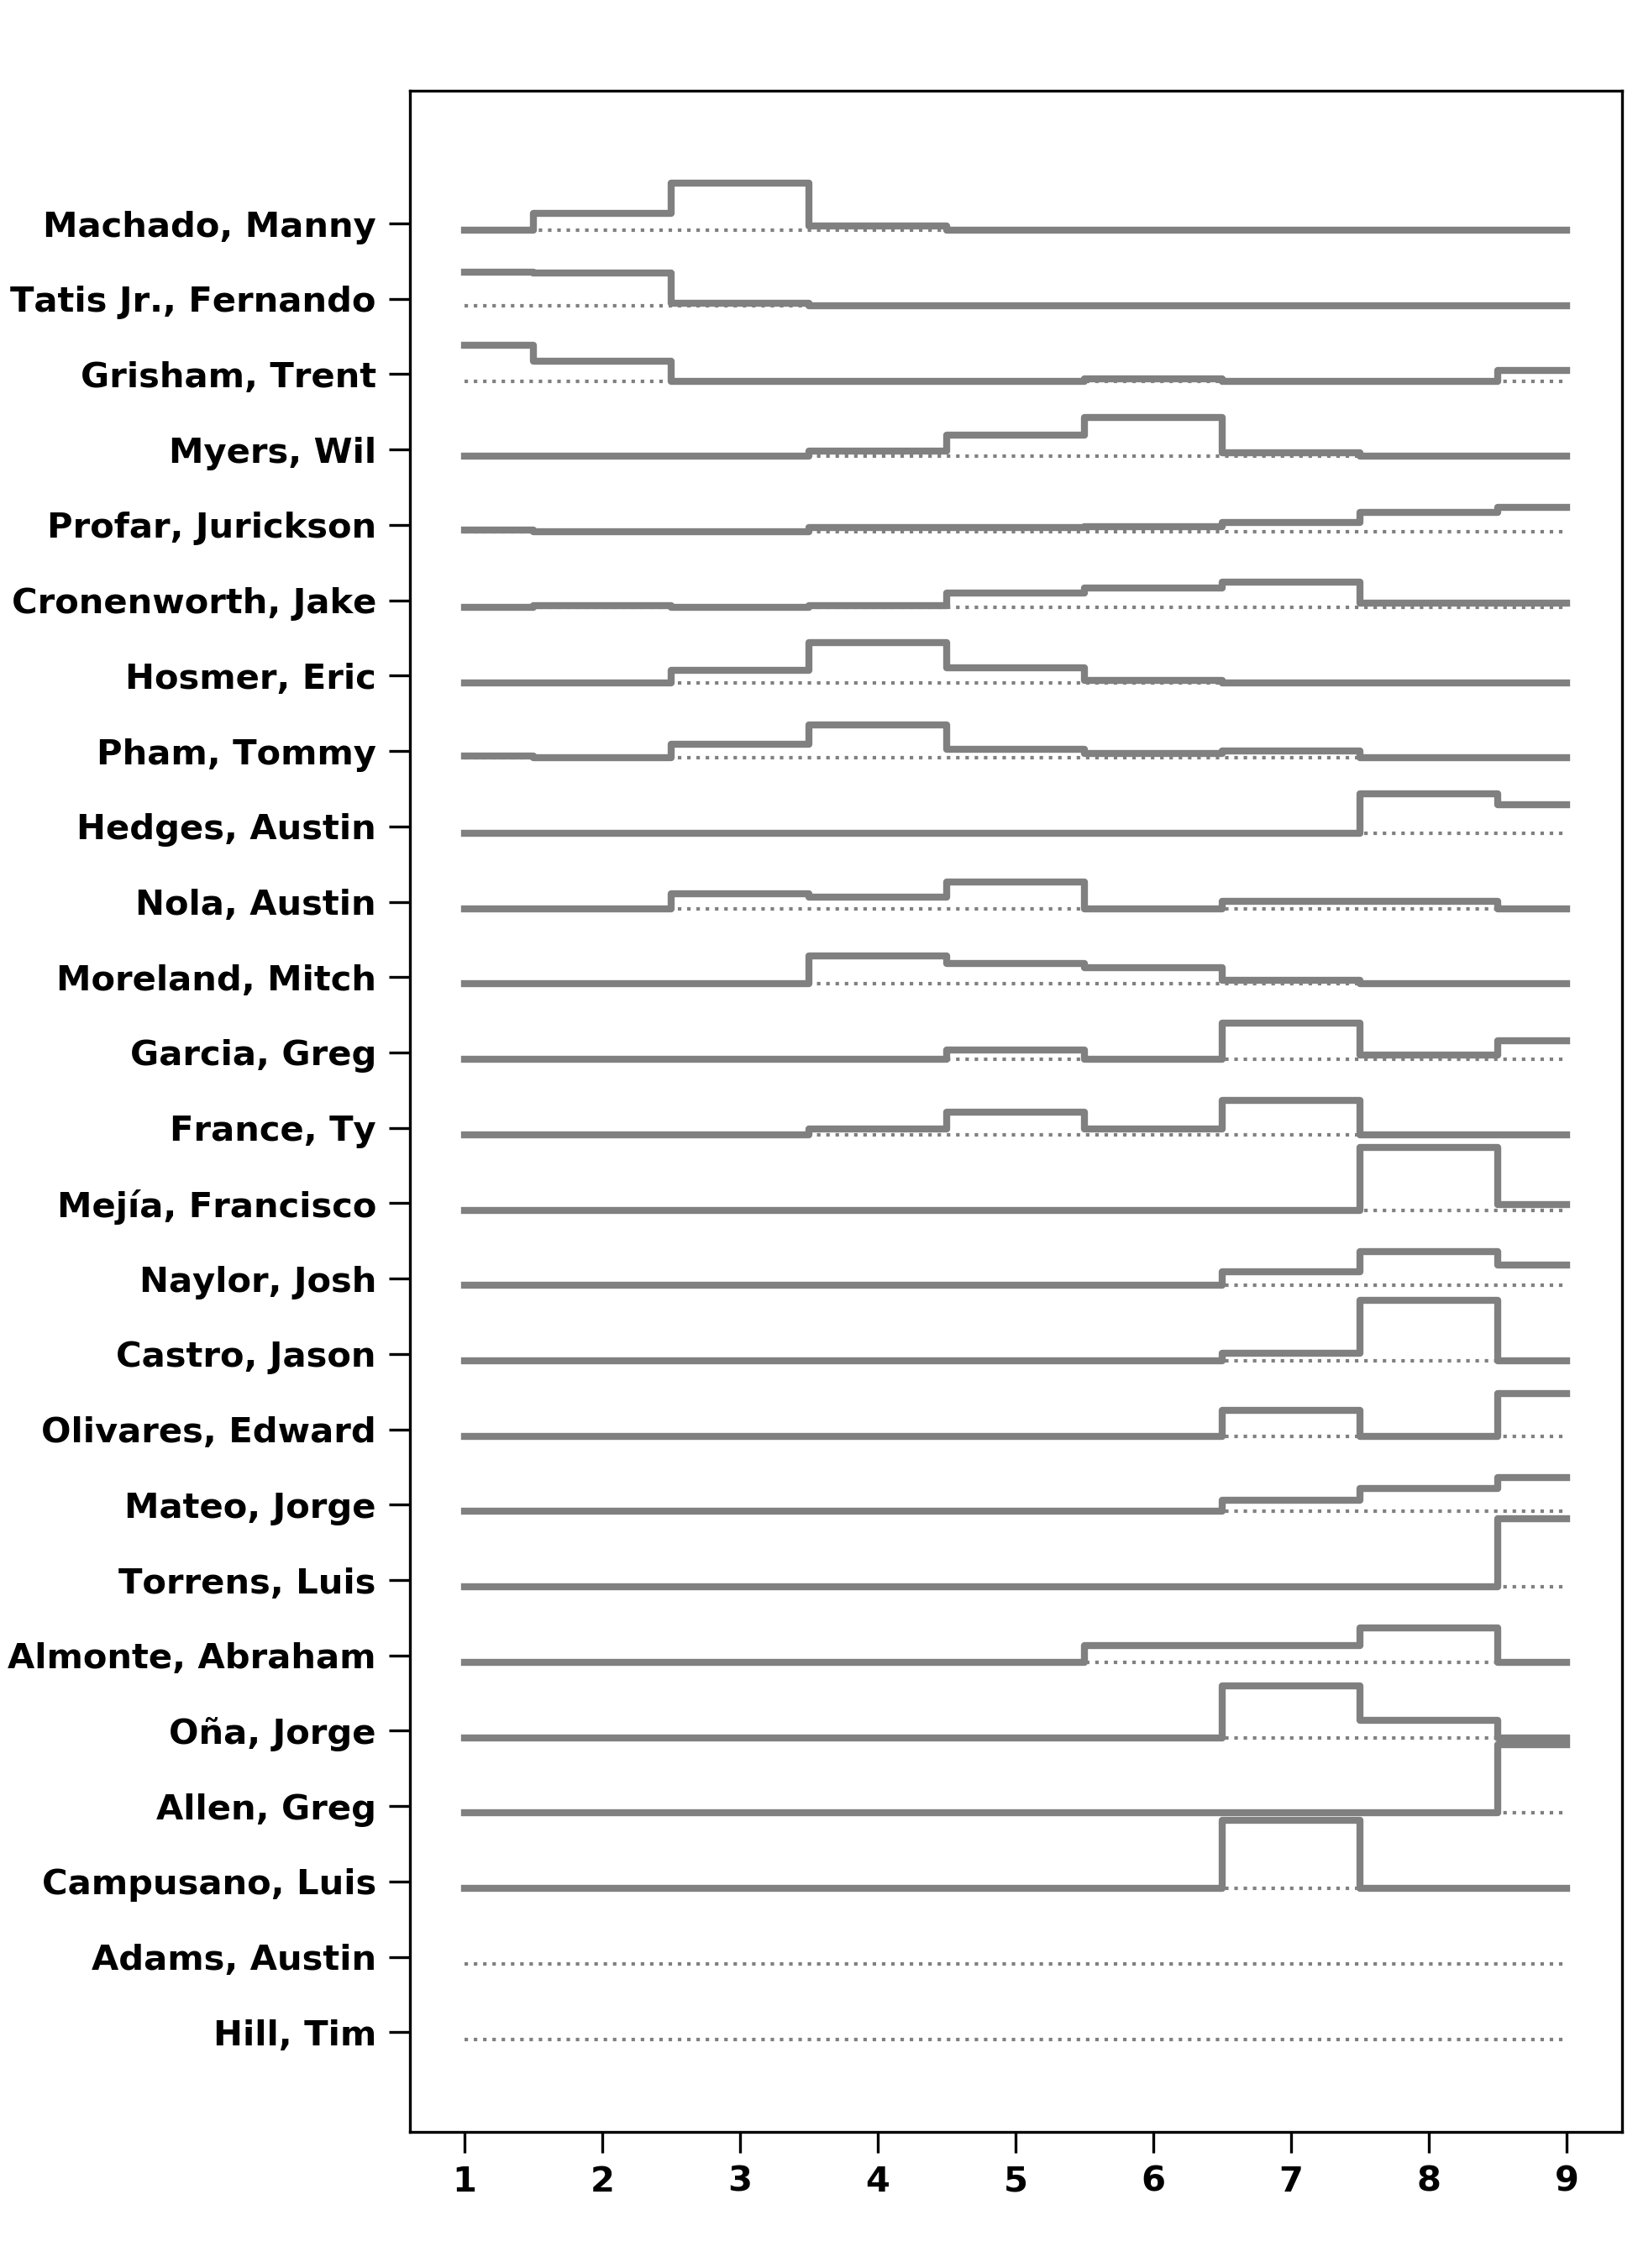 Machado, Manny
Tatis Jr., Fernando
Grisham, Trent
Myers, Wil
Profar, Jurickson
Cronenworth, Jake
Hosmer, Eric
Pham, Tommy
Hedges, Austin
Nola, Austin
Moreland, Mitch
Garcia, Greg
France, Ty
Mejía, Francisco
Naylor, Josh
Castro, Jason
Olivares, Edward
Mateo, Jorge
Torrens, Luis
Almonte, Abraham
Oña, Jorge
Allen, Greg
Campusano, Luis
Adams, Austin
Hill, Tim
1 2 3 4 5 6 7 8 9